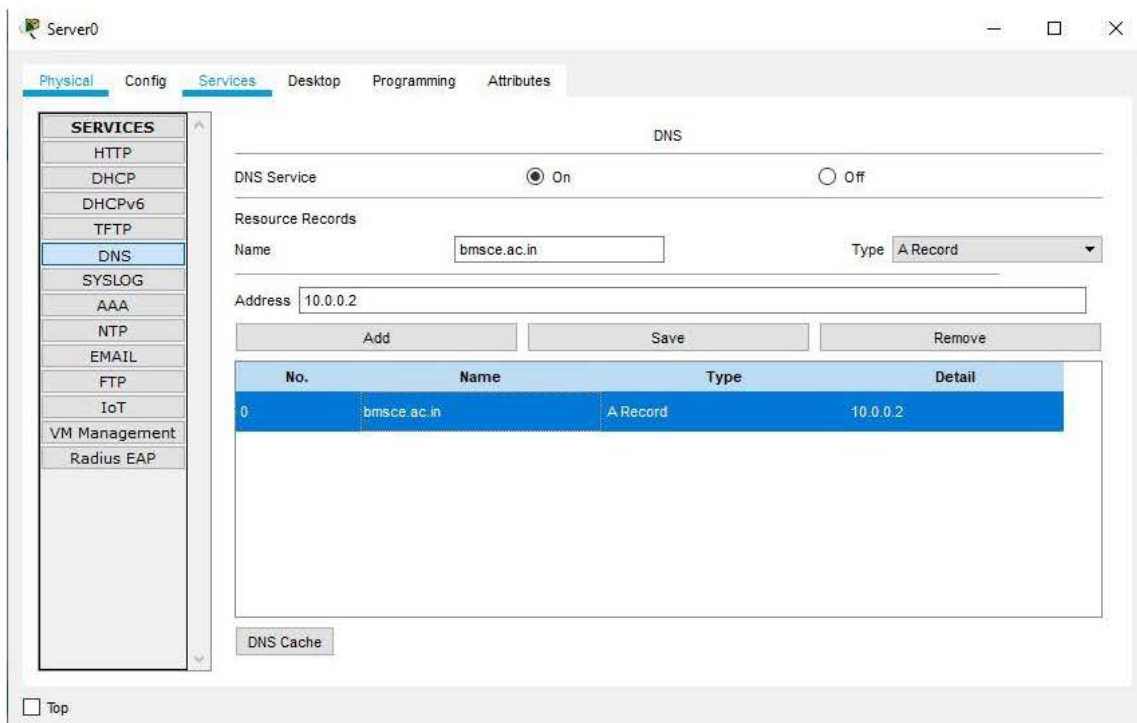 Server0
Physical Config Services Desktop Programming Attributes
SERVICES
HTTP
DHCP
DHCPv6
TFTP
DNS
SYSLOG
AAA
NTP
EMAIL
FTP
IoT
VM Management
Radius EAP
DNS
DNS Service On Off
Resource Records
Name bmsce.ac.in Type A Record
Address 10.0.0.2
Add Save Remove
No. Name Type Detail
0 bmsce.ac.in A Record 10.0.0.2
DNS Cache
Top